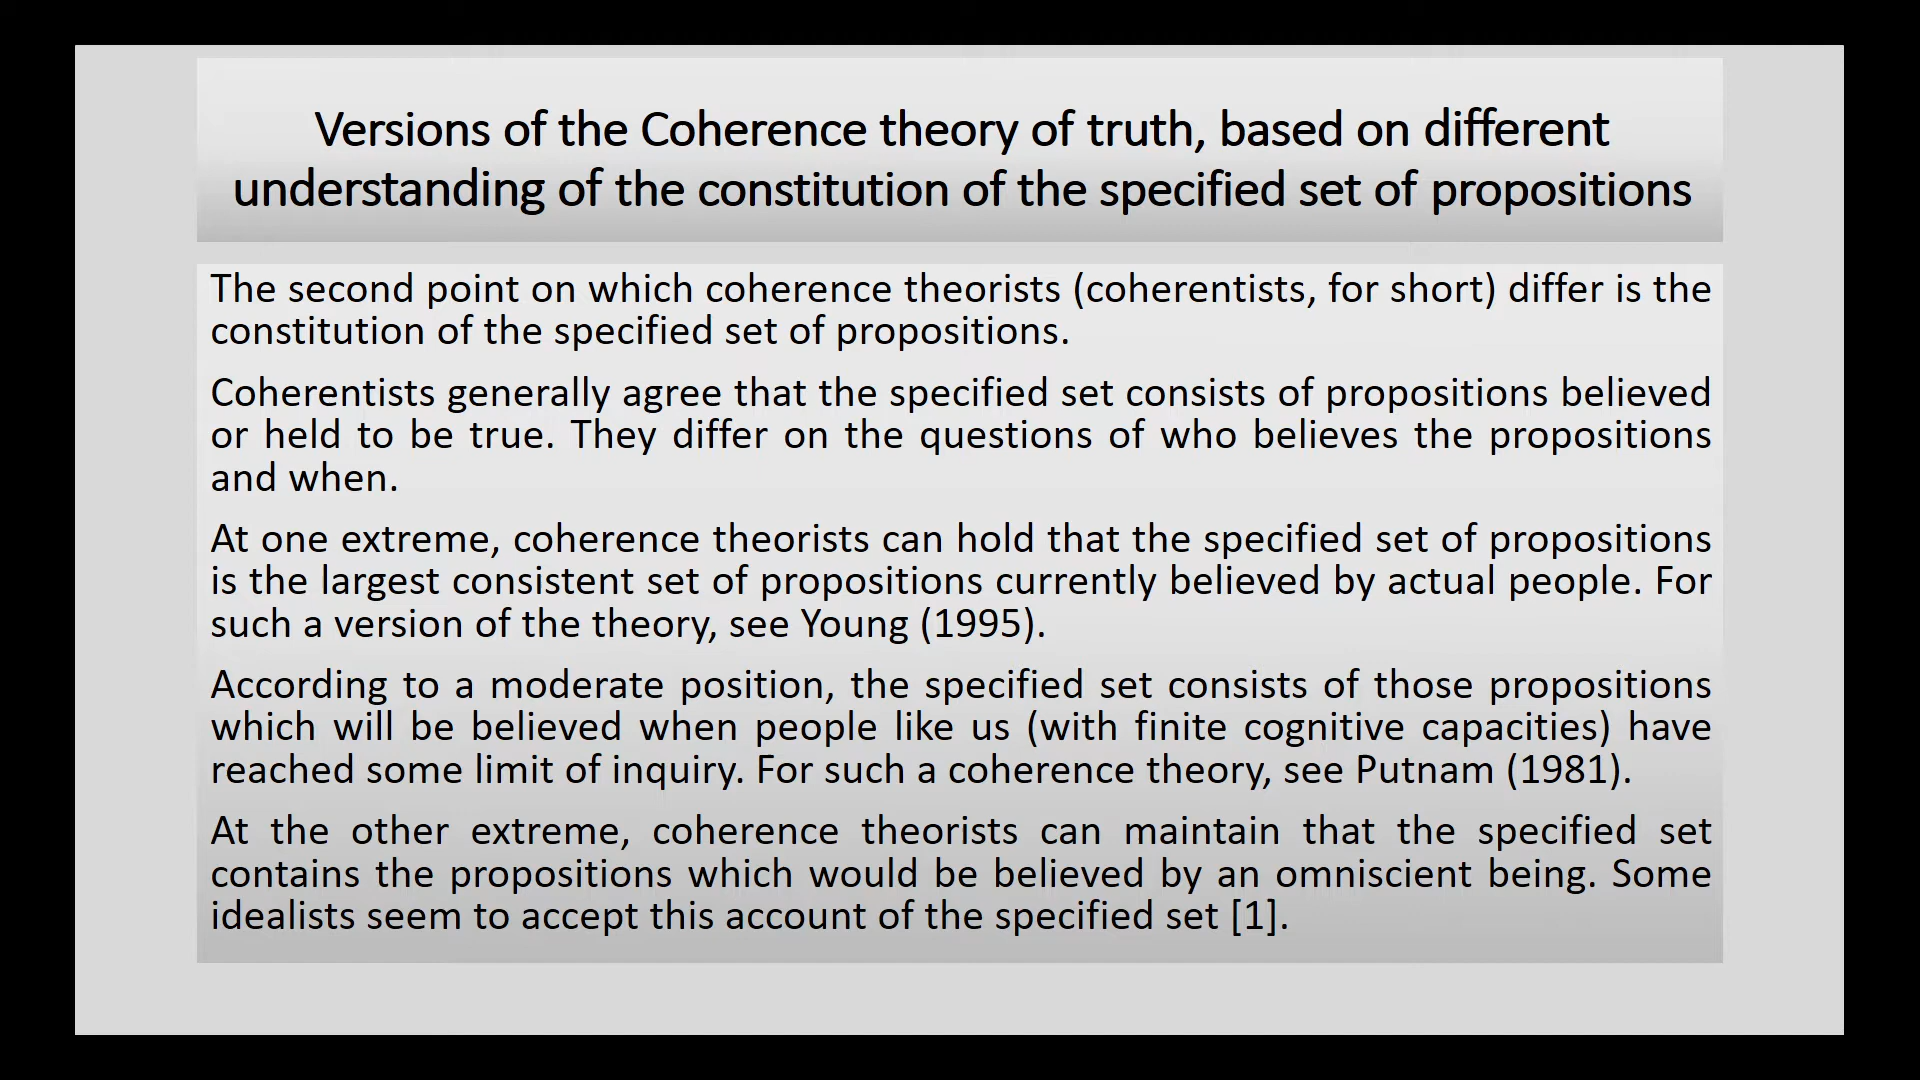 Versions of the Coherence theory of truth, based on different
understanding of the constitution of the specified set of propositions
The second point on which coherence theorists (coherentists, for short) differ is the
constitution of the specified set of propositions.
Coherentists generally agree that the specified set consists of propositions believed
or held to be true. They differ on the questions of who believes the propositions
and when.
At one extreme, coherence theorists can hold that the specified set of propositions
is the largest consistent set of propositions currently believed by actual people. For
such a version of the theory, see Young (1995).
According to a moderate position, the specified set consists of those propositions
which will be believed when people like us (with finite cognitive capacities) have
reached some limit of inquiry. For such a coherence theory, see Putnam (1981).
At the other extreme, coherence theorists can maintain that the specified set
contains the propositions which would be believed by an omniscient being. Some
idealists seem to accept this account of the specified set [1].